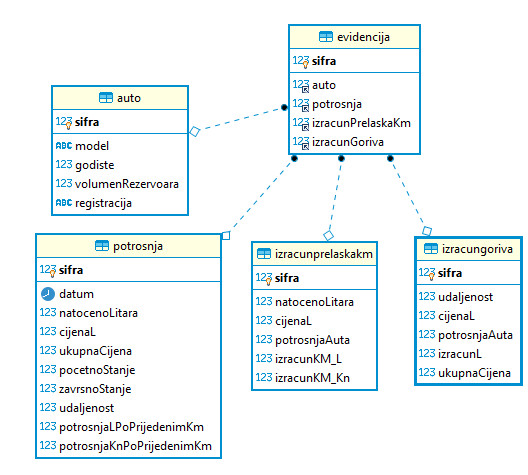 evidencija
123 sifra
123 auto
123 potrosnja
123 izracunPrelaskaKm
123 izracunGoriva
auto
123 sifra
ABC model
123 godiste
123 volumenRezervoara
ABC registracija
potrosnja
123 sifra
datum
123 natocenoLitara
123 cijenaL
123 ukupnaCijena
123 pocetnoStanje
123 zavrsnoStanje
123 udaljenost
123 potrosnjaLPoPrijedenimKm
123 potrosnjaKnPoPrijedenimKm
izracunprelaskakm
123 sifra
123 natocenoLitara
123 cijenaL
123 potrosnjaAuta
123 izracunKM_L
123 izracunKM_Kn
izracungoriva
123 sifra
123 udaljenost
123 cijenaL
123 potrosnjaAuta
123 izracunL
123 ukupnaCijena